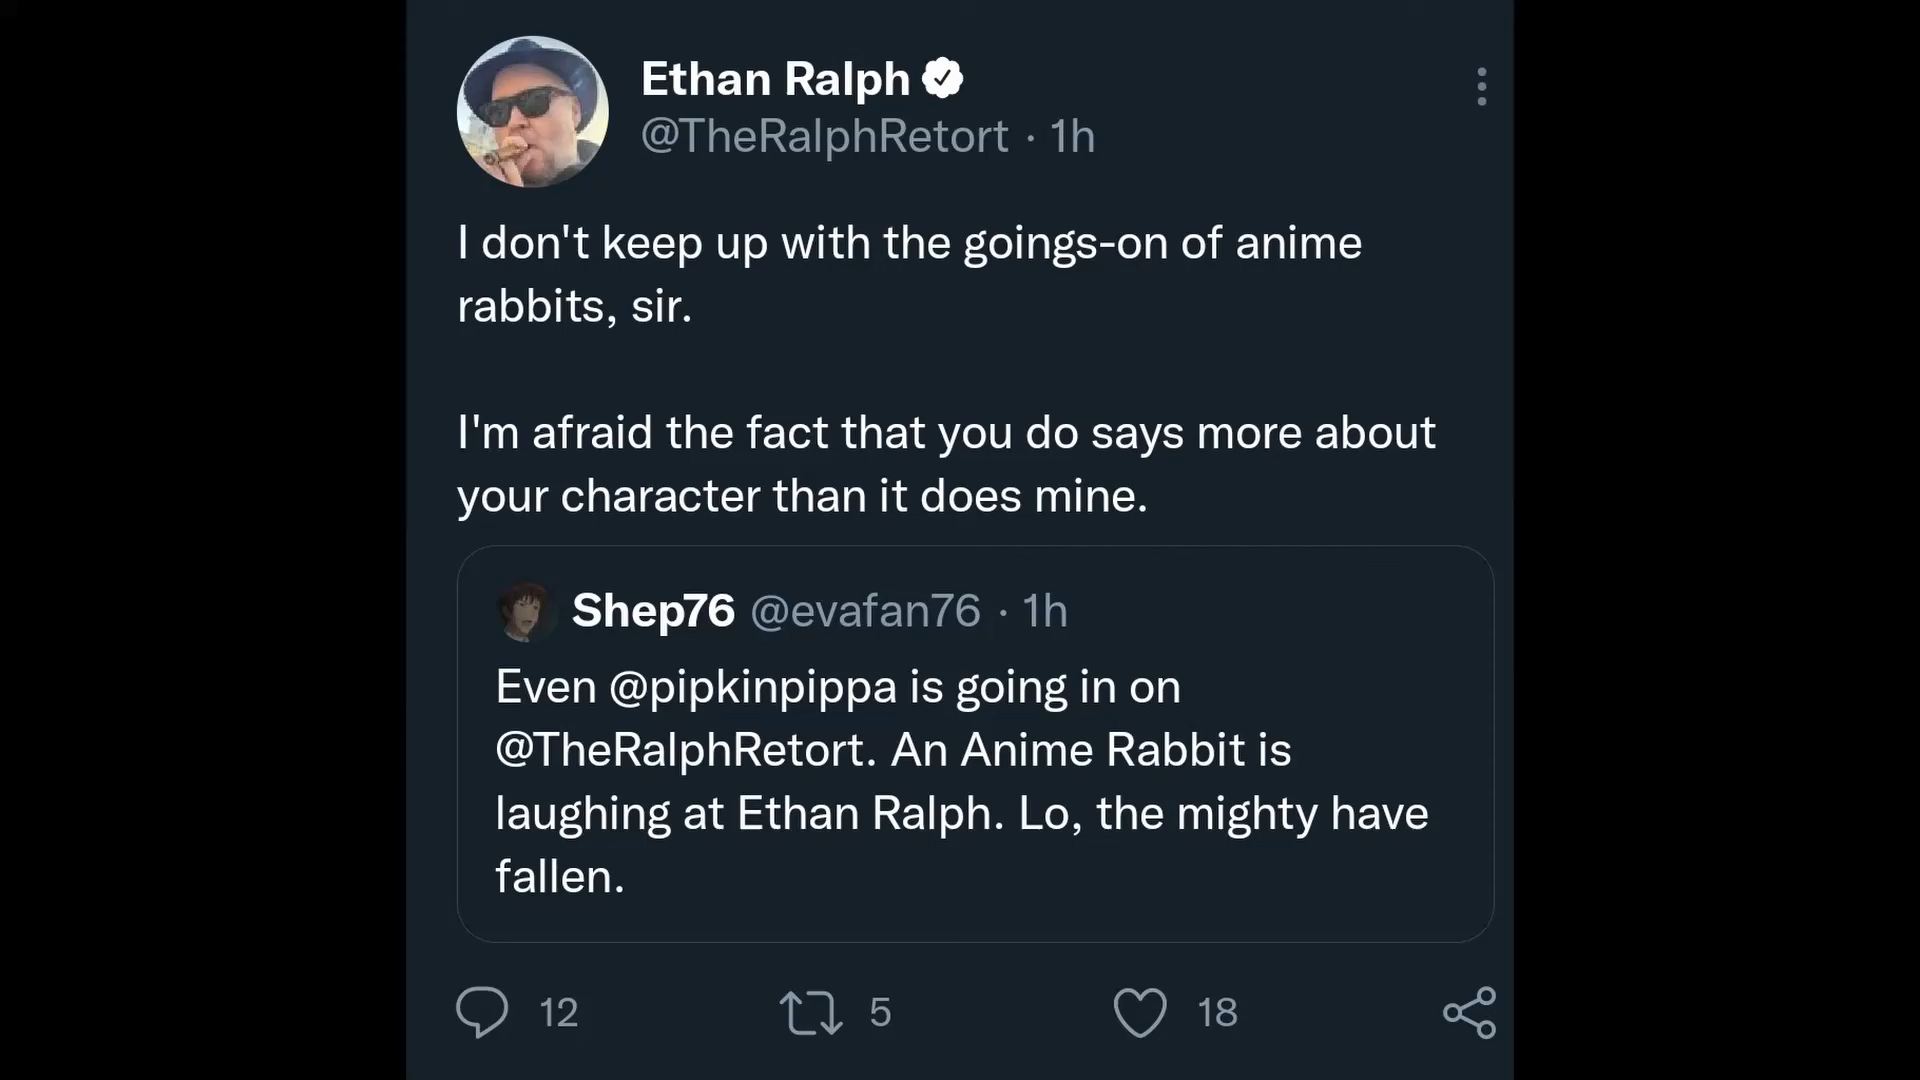 Ethan Ralph
@TheRalphRetort · 1h
I don't keep up with the goings-on of anime
rabbits, sir.
I'm afraid the fact that you do says more about
your character than it does mine.
Shep76 @evafan76 · 1h
Even @pipkinpippa is going in on
@TheRalphRetort. An Anime Rabbit is
laughing at Ethan Ralph. Lo, the mighty have
fallen.
12 5 18